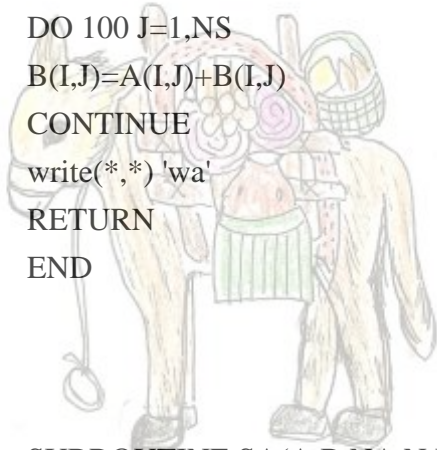 DO 100 J=1,NS
B(I,J)=A(I,J)+B(I,J)
CONTINUE
write(*,*) 'wa'
RETURN
END